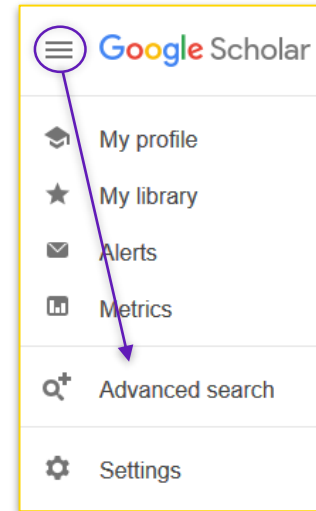 Google Scholar
My profile
My library
Alerts
Metrics
Advanced search
Settings